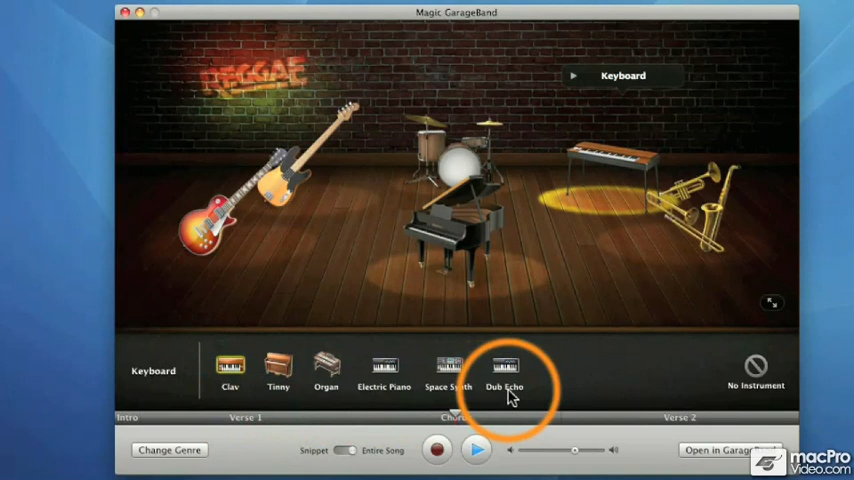 Magic GarageBand
REGGAE
Keyboard
Keyboard
Clav
Tinny
Organ
Electric Piano
Space Synth
Dub Echo
No Instrument
Intro
Verse 1
Chorus
Verse 2
Change Genre
Snippet
Entire Song
Open in Garage
macPro
Video.com